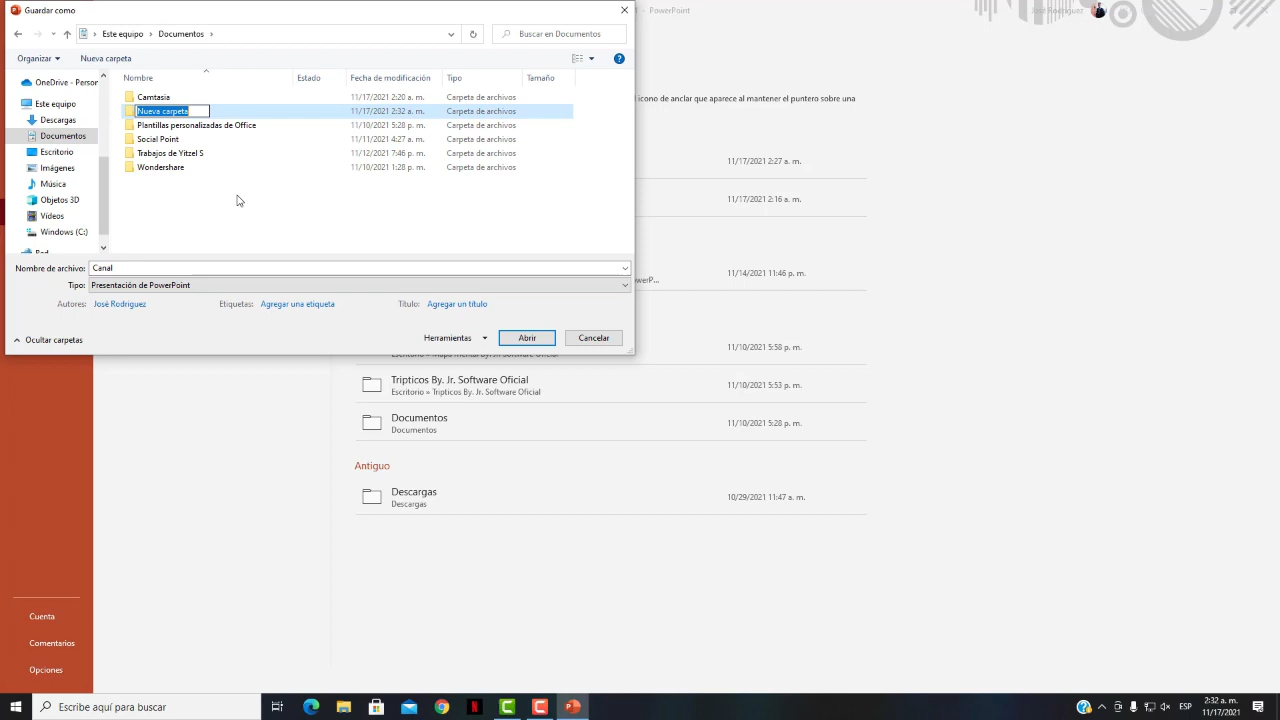 Guardar como
José Rodriguez
PowerPoint
Este equipo
Documentos
Buscar en Documentos
Organizar
Nueva carpeta
Nombre
Estado
Fecha de modificación
Tipo
Tamaño
OneDrive - Person
Este equipo
Descargas
Documentos
Escritorio
Imágenes
Música
Objetos 3D
Vídeos
Windows (C:)
Camtasia 11/17/2021 2:20 a. m. Carpeta de archivos
Nueva carpeta 11/17/2021 2:32 a. m. Carpeta de archivos
Plantillas personalizadas de Office 11/10/2021 5:28 p. m. Carpeta de archivos
Social Point 11/11/2021 4:27 a. m. Carpeta de archivos
Trabajos de Yitzel S 11/12/2021 7:46 p. m. Carpeta de archivos
Wondershare 11/10/2021 1:28 p. m. Carpeta de archivos
Nombre de archivo: Canal
Tipo: Presentación de PowerPoint
Autores: José Rodriguez
Etiquetas: Agregar una etiqueta
Título: Agregar un título
Ocultar carpetas
Herramientas
Abrir
Cancelar
l icono de anclar que aparece al mantener el puntero sobre una
11/17/2021 2:27 a. m.
11/17/2021 2:16 a. m.
werP... 11/14/2021 11:46 p. m.
11/10/2021 5:58 p. m.
Tripticos By. Jr. Software Oficial
Escritorio » Tripticos By. Jr. Software Oficial
11/10/2021 5:53 p. m.
Documentos
Documentos
11/10/2021 5:28 p. m.
Antiguo
Descargas
Descargas
10/29/2021 11:47 a. m.
Cuenta
Comentarios
Opciones
Escribe aquí para buscar
ESP
2:32 a. m.
11/17/2021